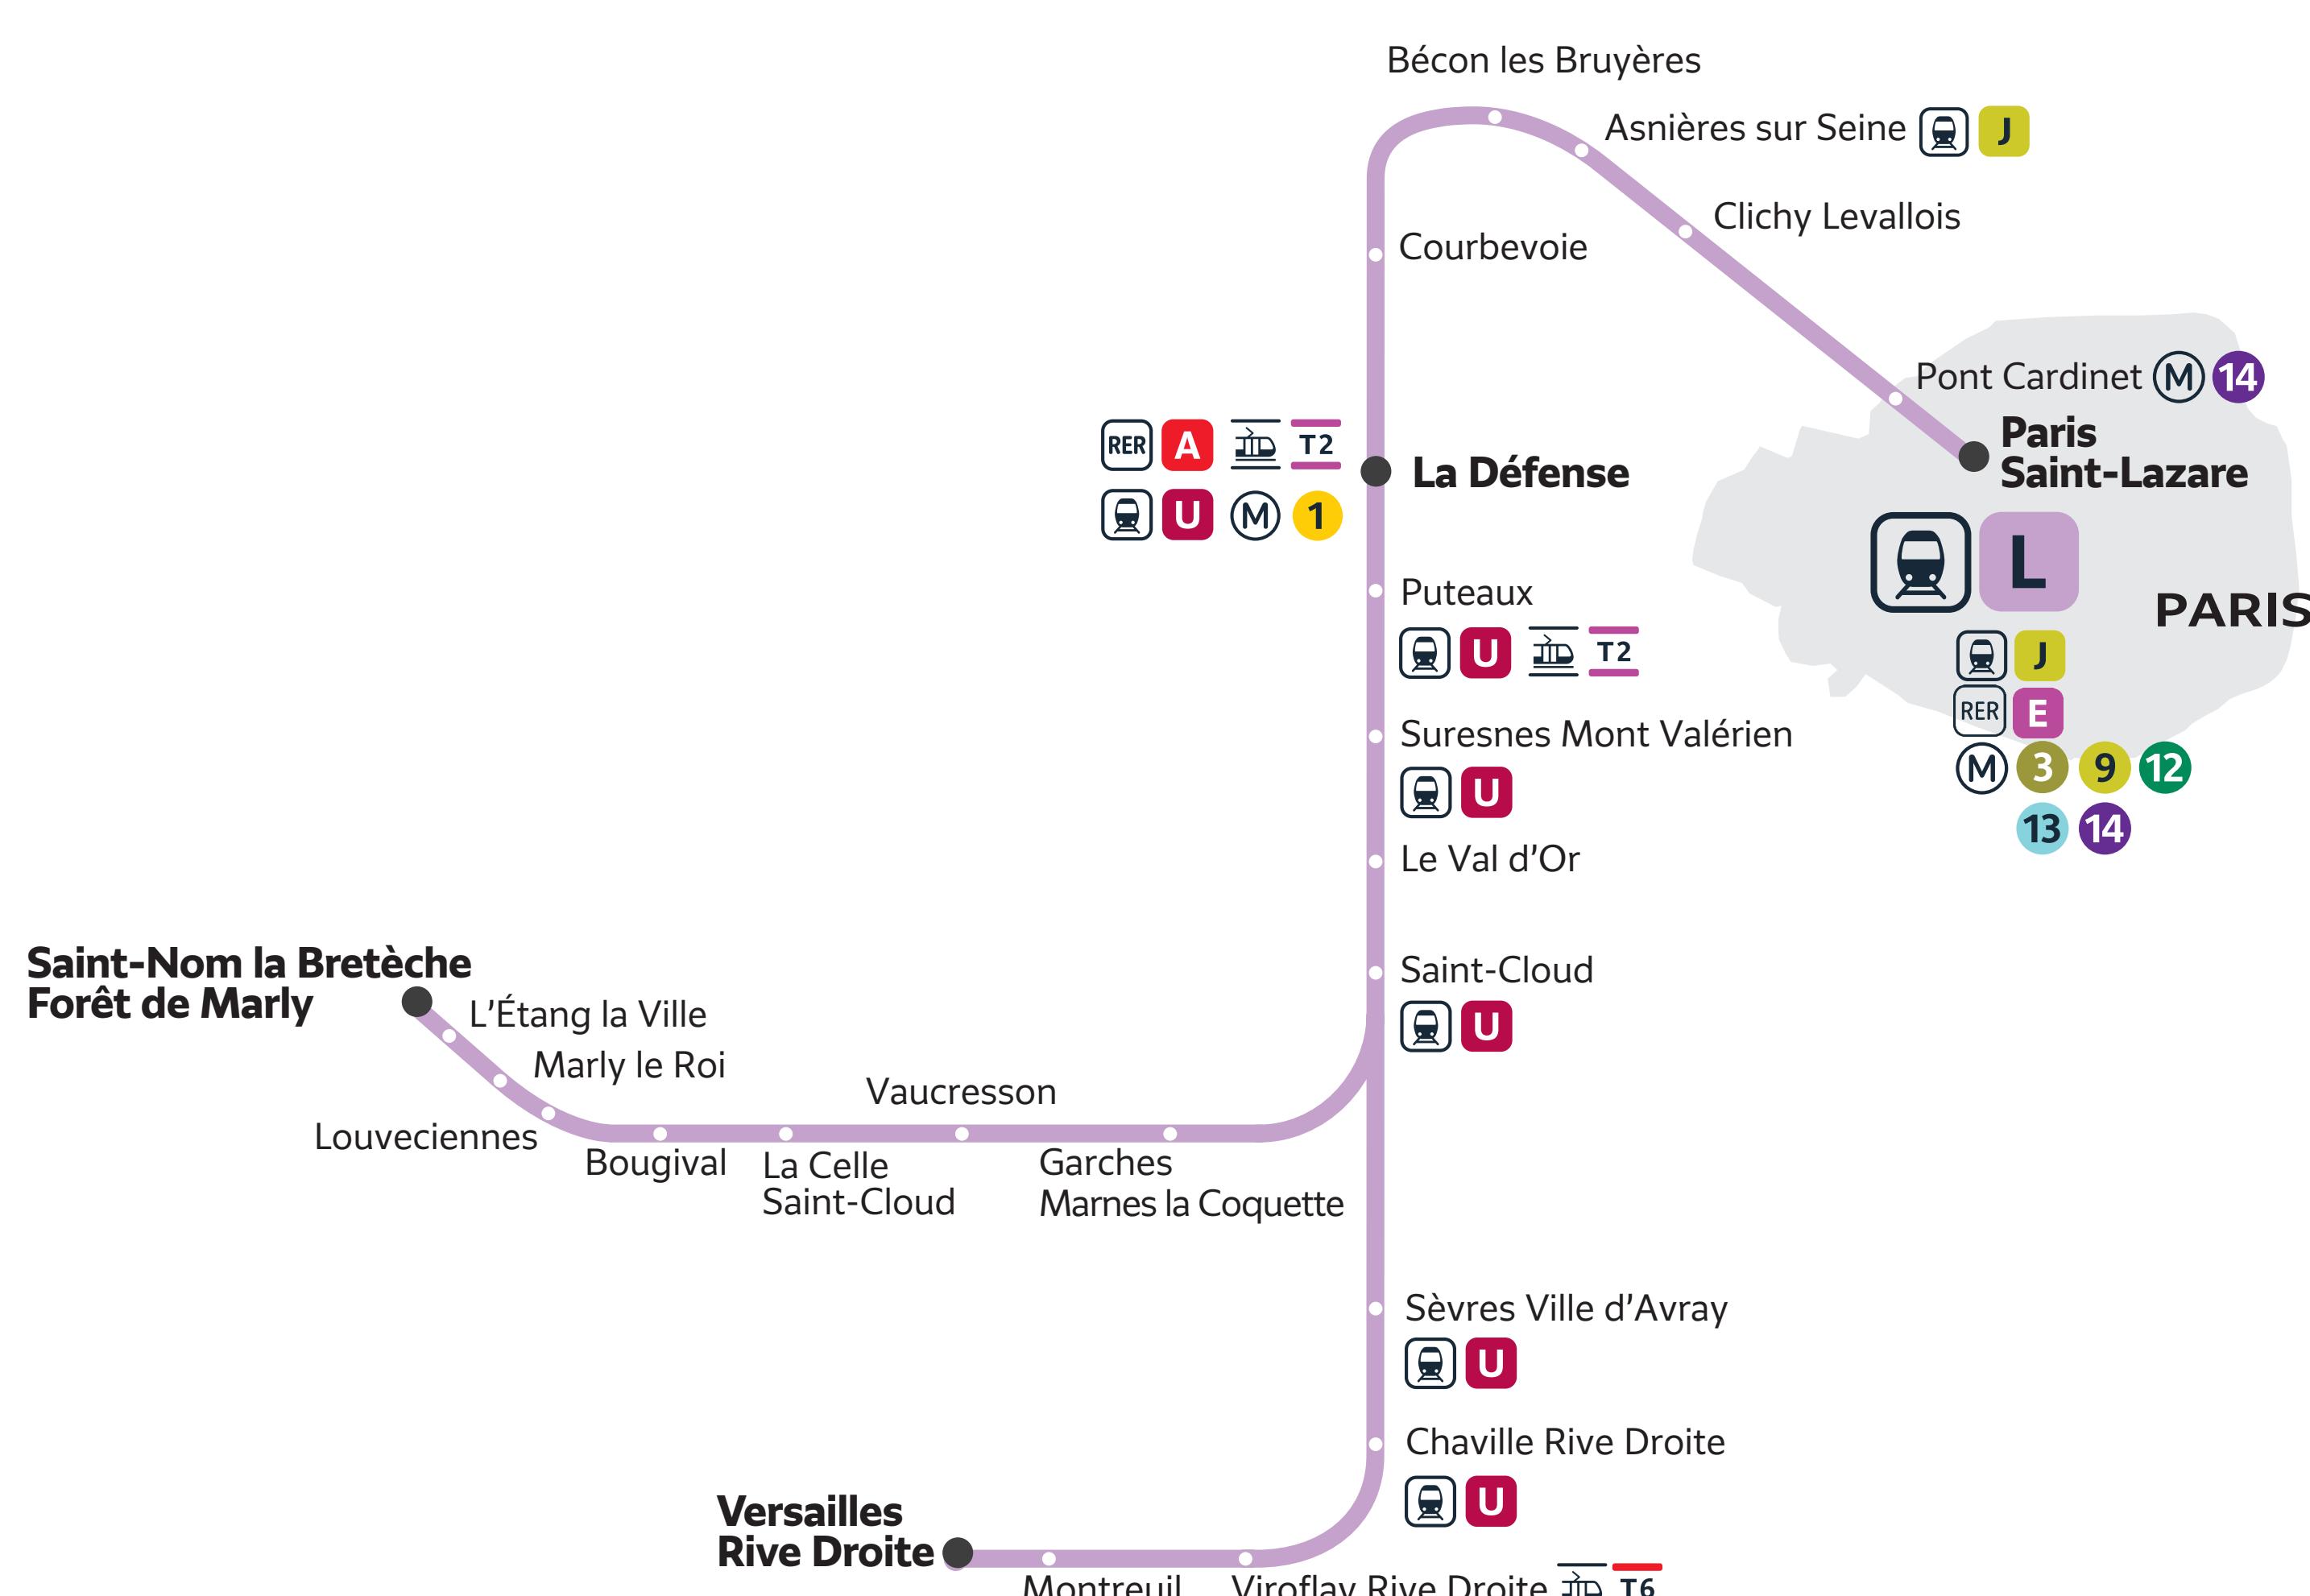 Bécon les Bruyères
Asnières sur Seine J
Clichy Levallois
Courbevoie
Pont Cardinet M 14
Paris
Saint-Lazare
RER A T2
U M 1
La Défense
L
PARIS
Puteaux
U T2
J
RER E
M 3 9 12
13 14
Suresnes Mont Valérien
U
Le Val d'Or
Saint-Cloud
U
Saint-Nom la Bretèche
Forêt de Marly
L'Étang la Ville
Marly le Roi
Louveciennes
Bougival
La Celle
Saint-Cloud
Vaucresson
Garches
Marnes la Coquette
Sèvres Ville d'Avray
U
Chaville Rive Droite
U
Versailles
Rive Droite
Montreuil
Viroflay Rive Droite T6